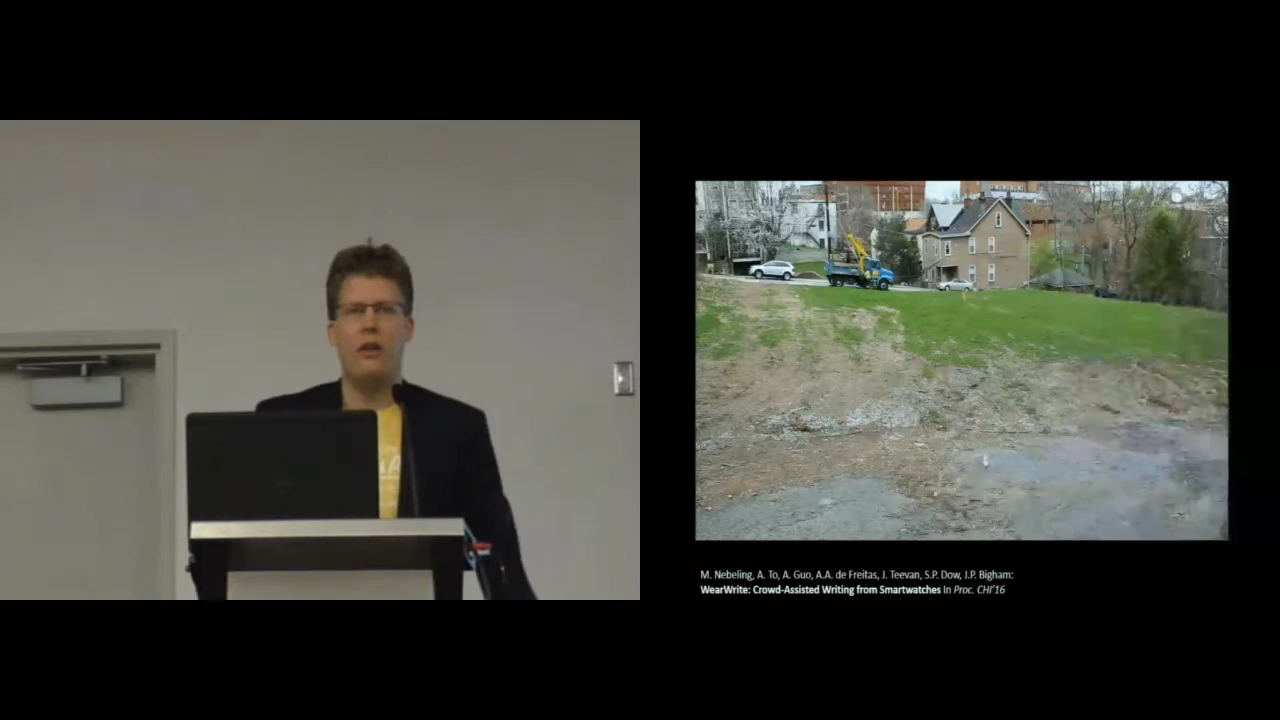 M. Nebeling, A. To, A. Guo, A.A. de Freitas, J. Teevan, S.P. Dow, J.P. Bigham:
WearWrite: Crowd-Assisted Writing from Smartwatches In Proc. CHI'16